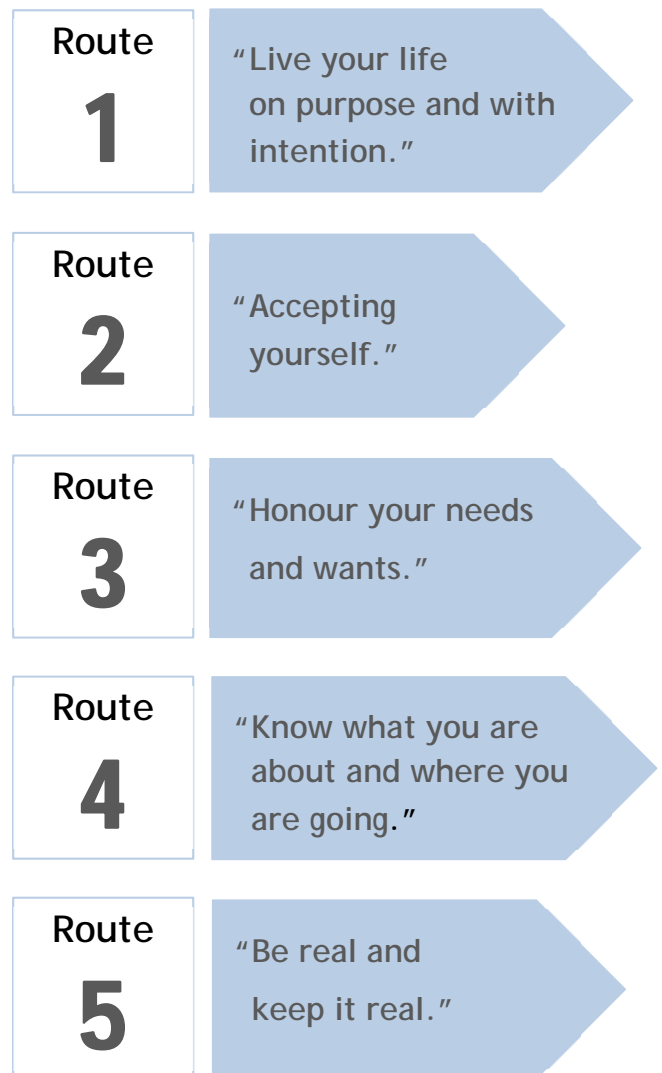 Route
1
“Live your life
on purpose and with
intention.”
Route
2
“Accepting
yourself.”
Route
3
“Honour your needs
and wants.”
Route
4
“Know what you are
about and where you
are going.”
Route
5
“Be real and
keep it real.”